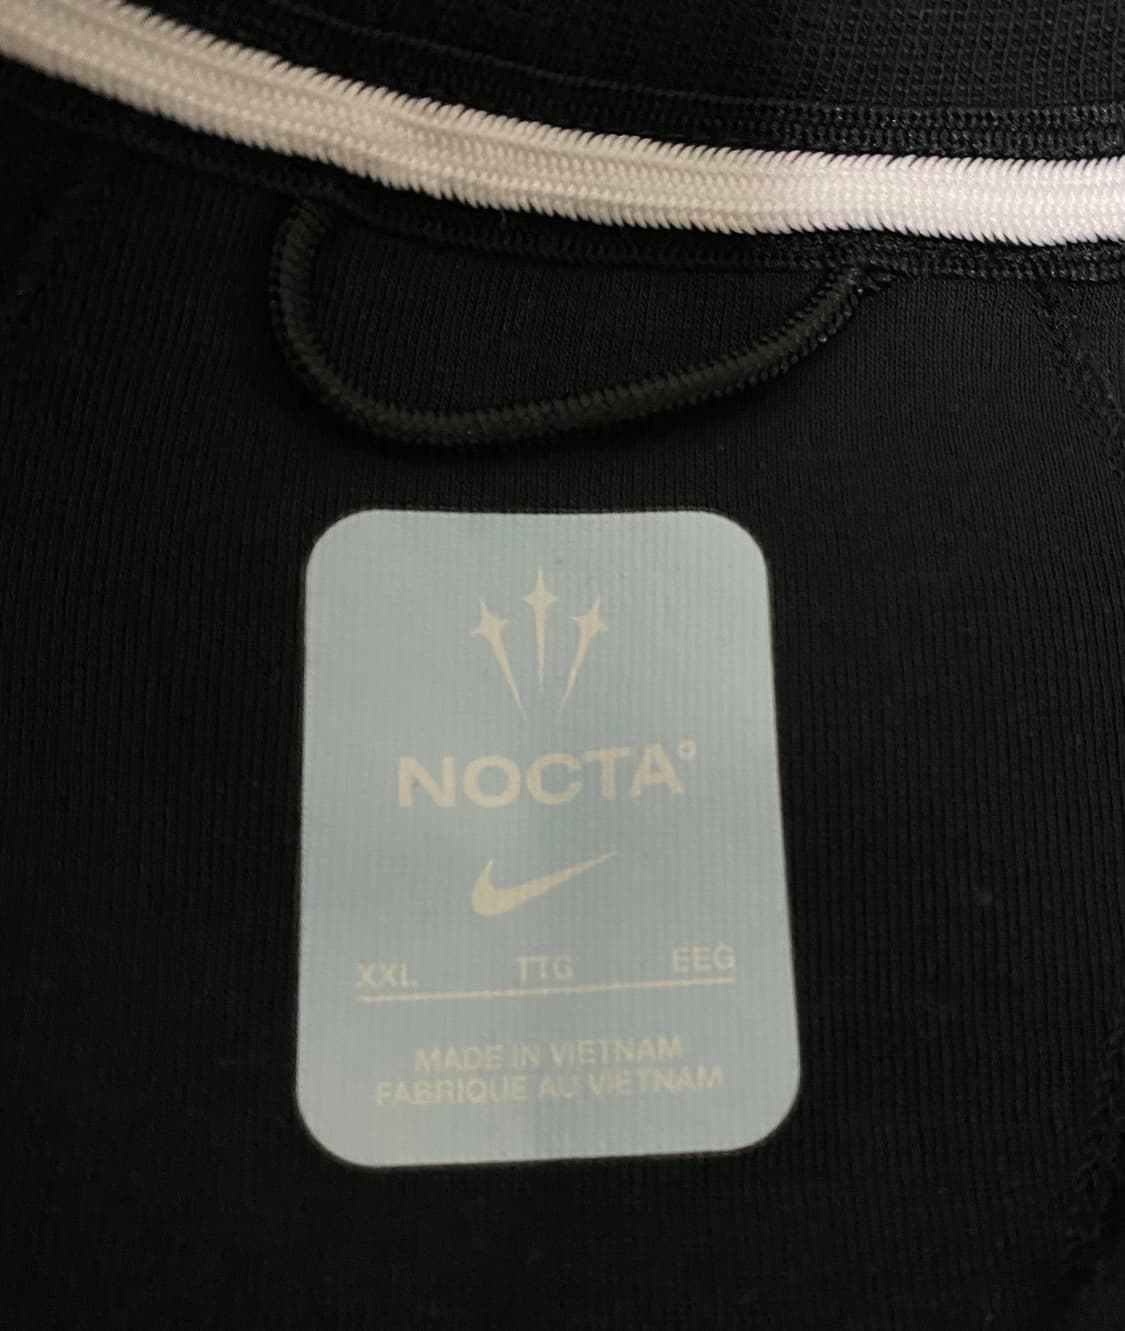 NOCTA°
XXL TTG EEG
MADE IN VIETNAM
FABRIQUE AU VIETNAM